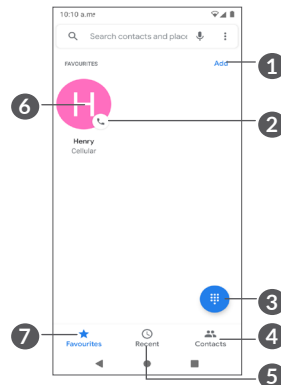 10:10 a.m.
Search contacts and place
FAVOURITES
Add
1
H
6
2
Henry
Cellular
3
7
Favourites
Recent
Contacts
4
5